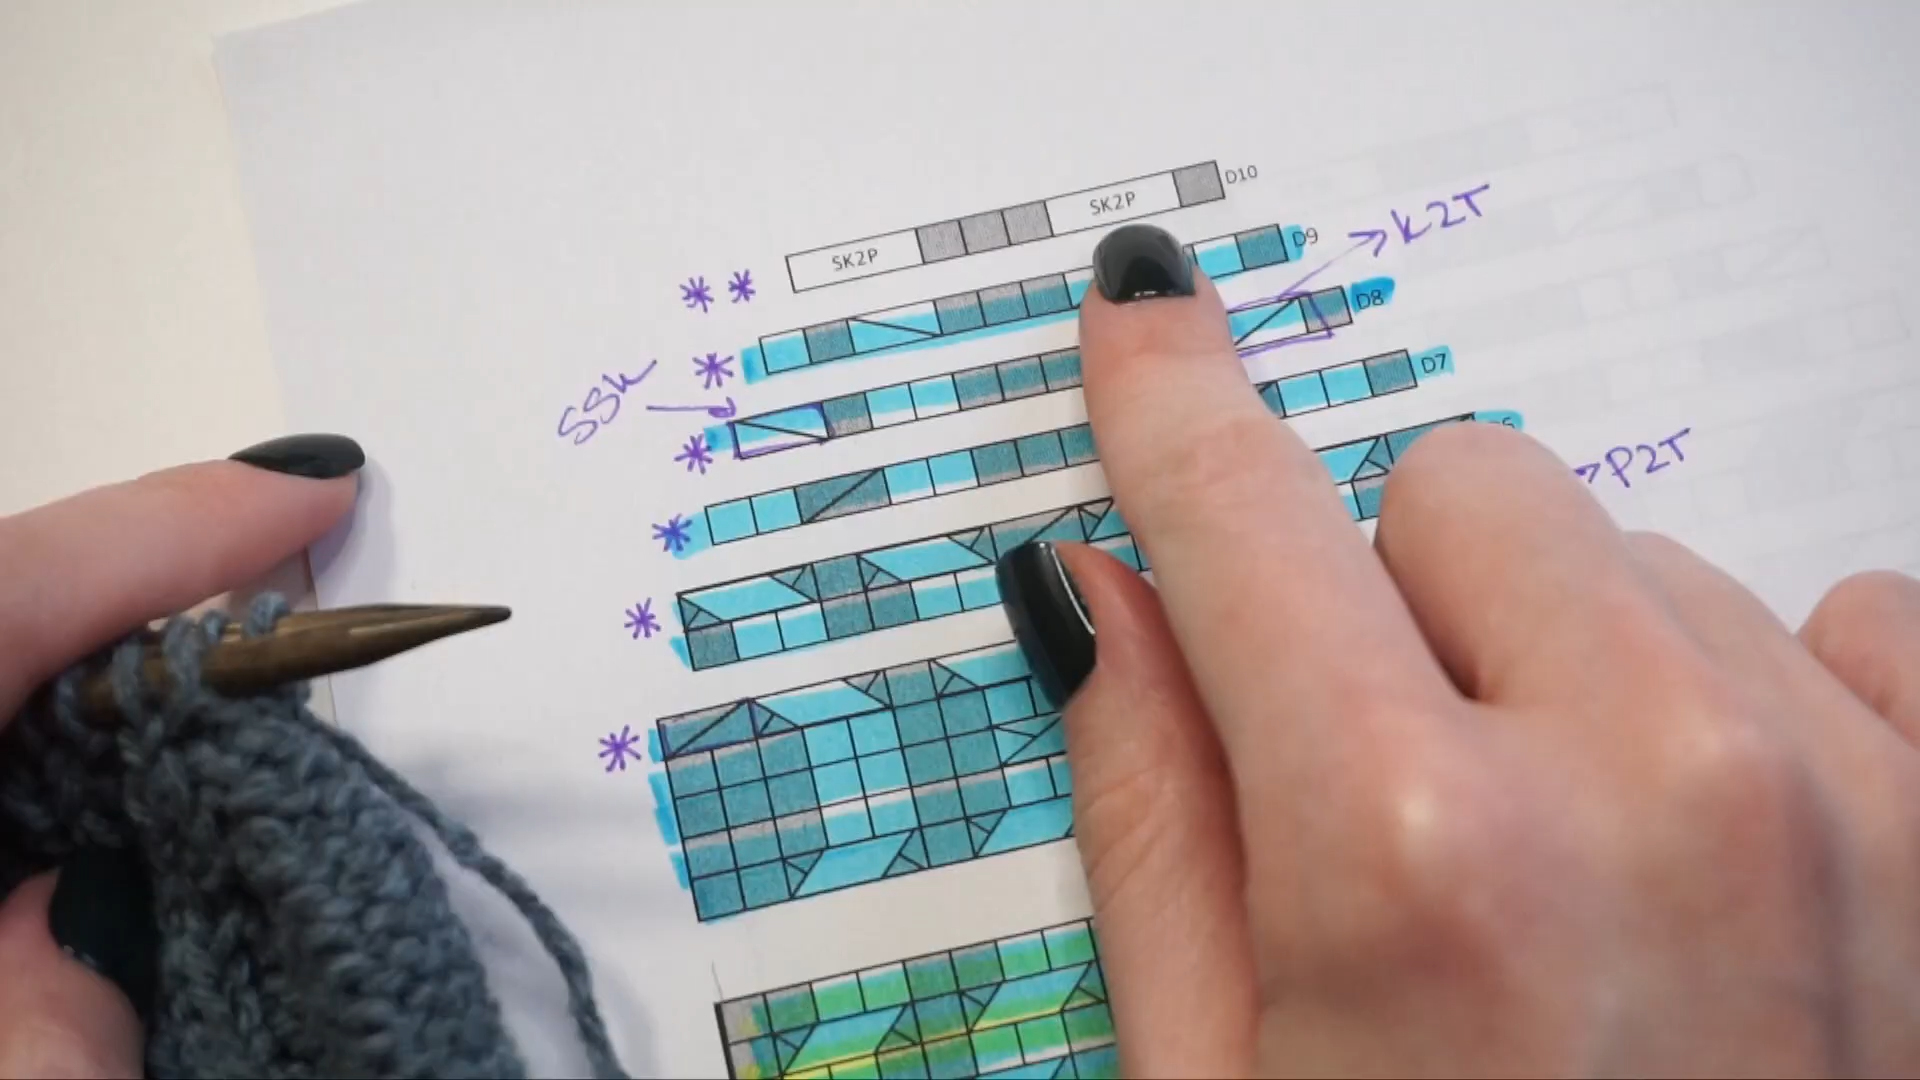 SK2P SK2P D10
* * D9 K2T
* D8
SSK
* D7
*
P2T
*
*